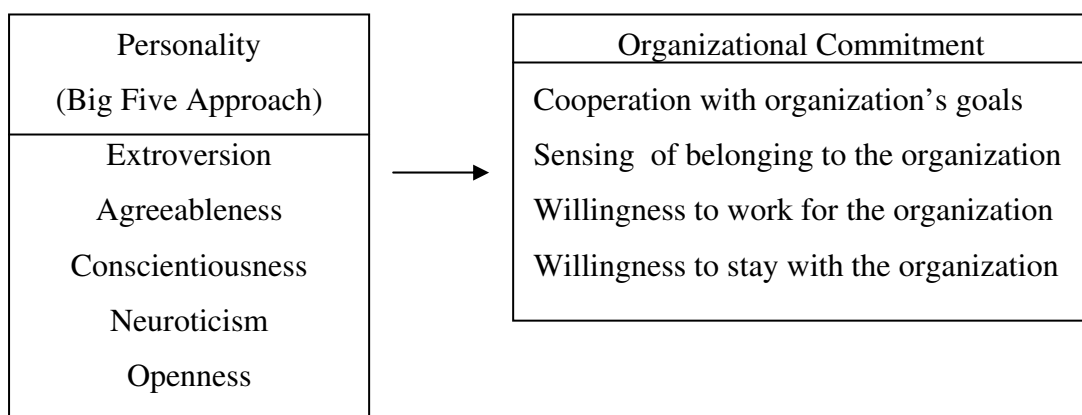 Personality
(Big Five Approach)
Extroversion
Agreeableness
Conscientiousness
Neuroticism
Openness
Organizational Commitment
Cooperation with organization's goals
Sensing of belonging to the organization
Willingness to work for the organization
Willingness to stay with the organization